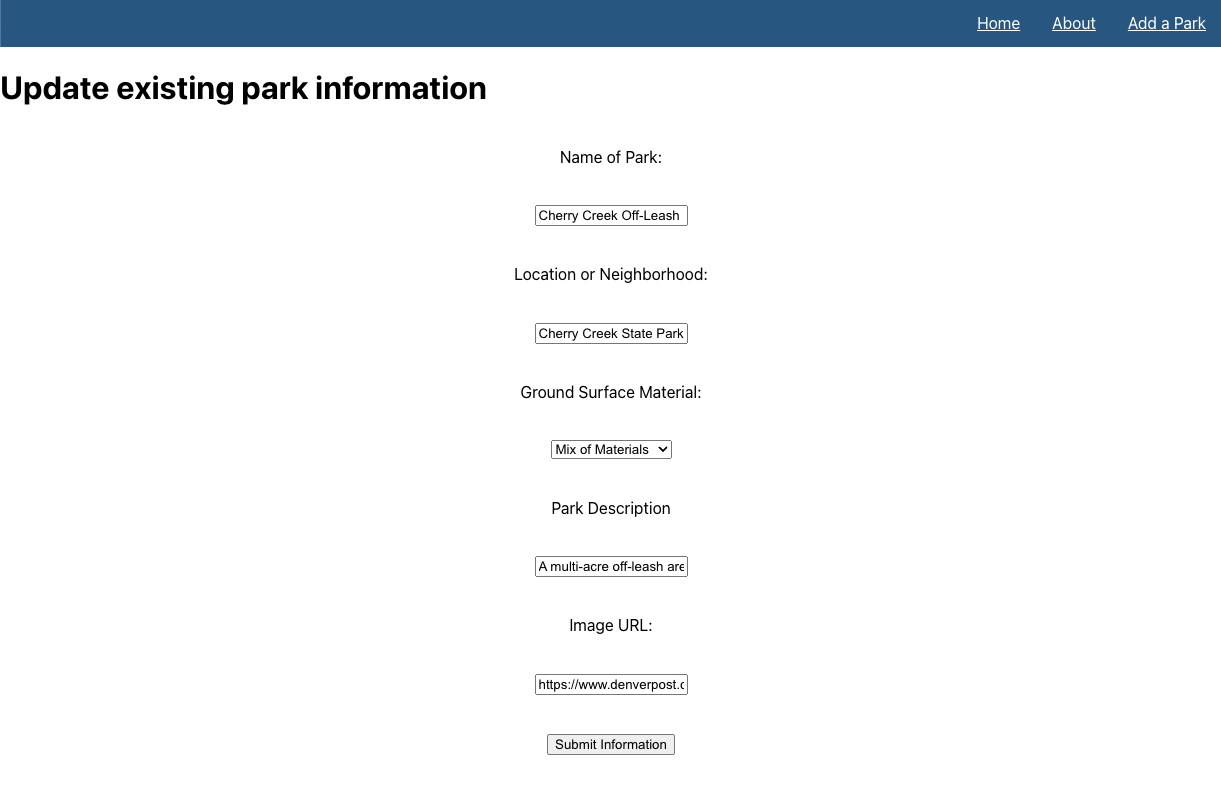 Home About Add a Park
Update existing park information
Name of Park:
Cherry Creek Off-Leash
Location or Neighborhood:
Cherry Creek State Park
Ground Surface Material:
Mix of Materials
Park Description
A multi-acre off-leash are
Image URL:
https://www.denverpost.c
Submit Information